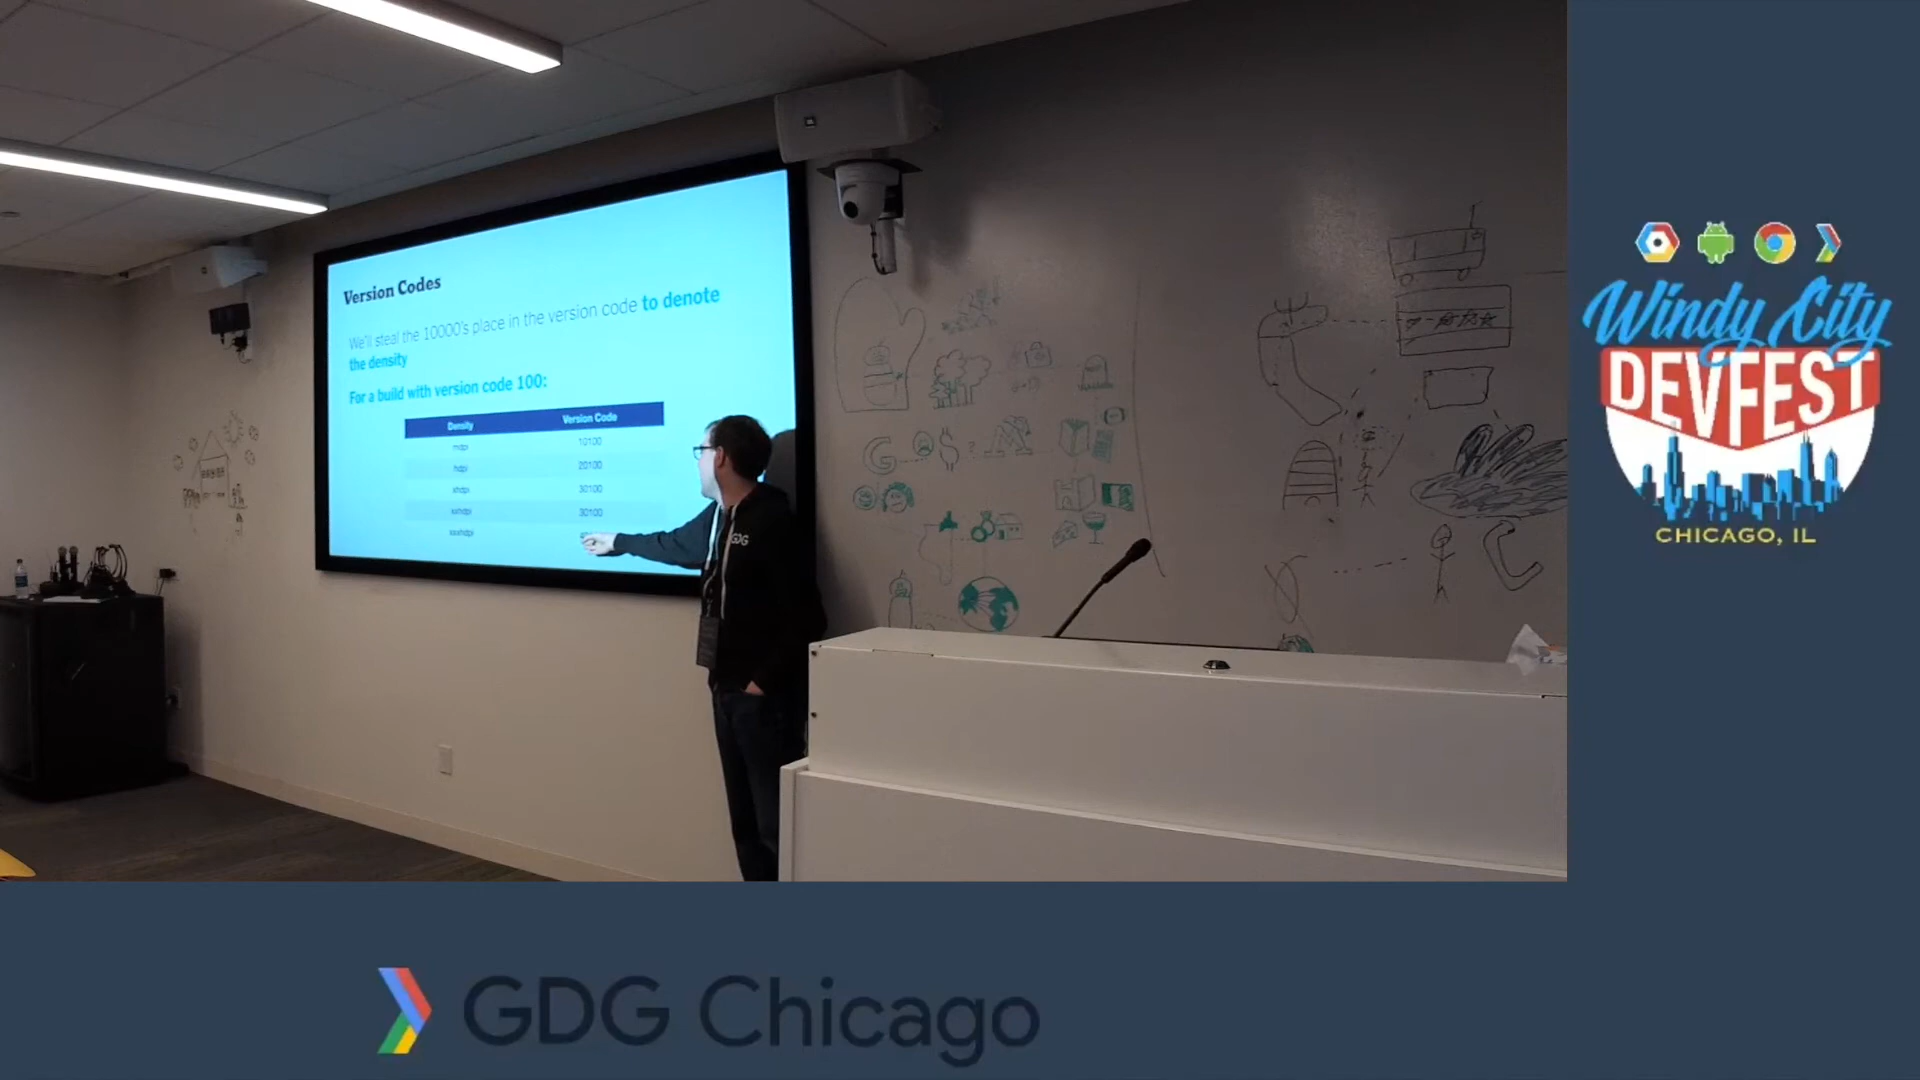 Version Codes
We'll steal the 10000's place in the version code to denote
the density
For a build with version code 100:
Density Version Code
mdpi 10100
hdpi 20100
xhdpi 30100
xxhdpi 30100
xxxhdpi
GDG
Windy City
DEVFEST
CHICAGO, IL
GDG Chicago